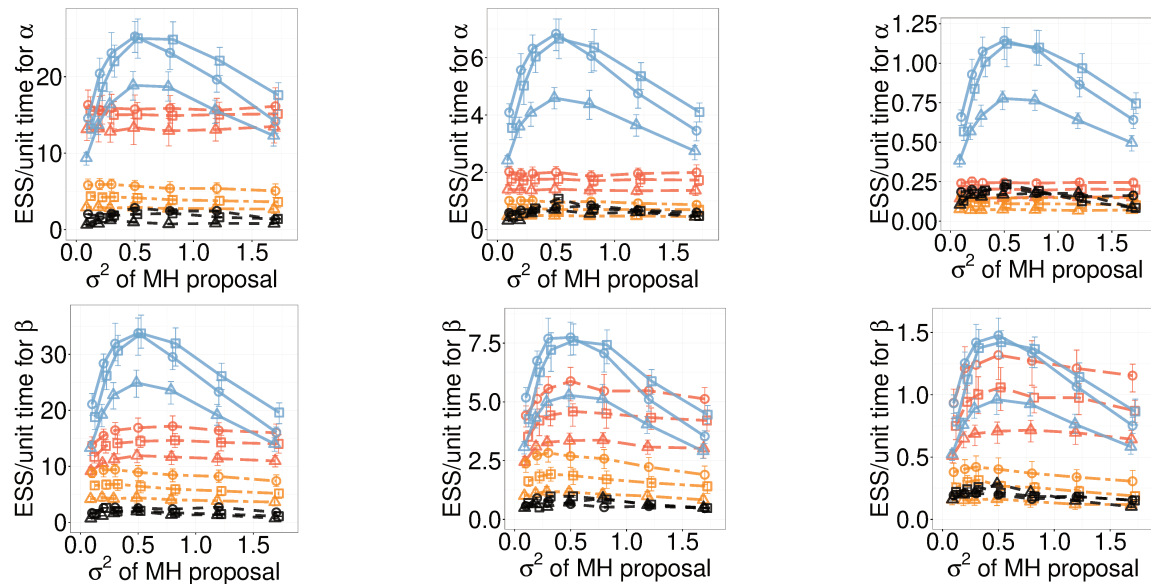 ESS/unit time for α
20
10
0
0.0 0.5 1.0 1.5
σ² of MH proposal
ESS/unit time for α
6
4
2
0
0.0 0.5 1.0 1.5
σ² of MH proposal
ESS/unit time for α
1.25
1.00
0.75
0.50
0.25
0.00
0.0 0.5 1.0 1.5
σ² of MH proposal
ESS/unit time for β
30
20
10
0
0.0 0.5 1.0 1.5
σ² of MH proposal
ESS/unit time for β
7.5
5.0
2.5
0.0
0.0 0.5 1.0 1.5
σ² of MH proposal
ESS/unit time for β
1.5
1.0
0.5
0.0
0.0 0.5 1.0 1.5
σ² of MH proposal